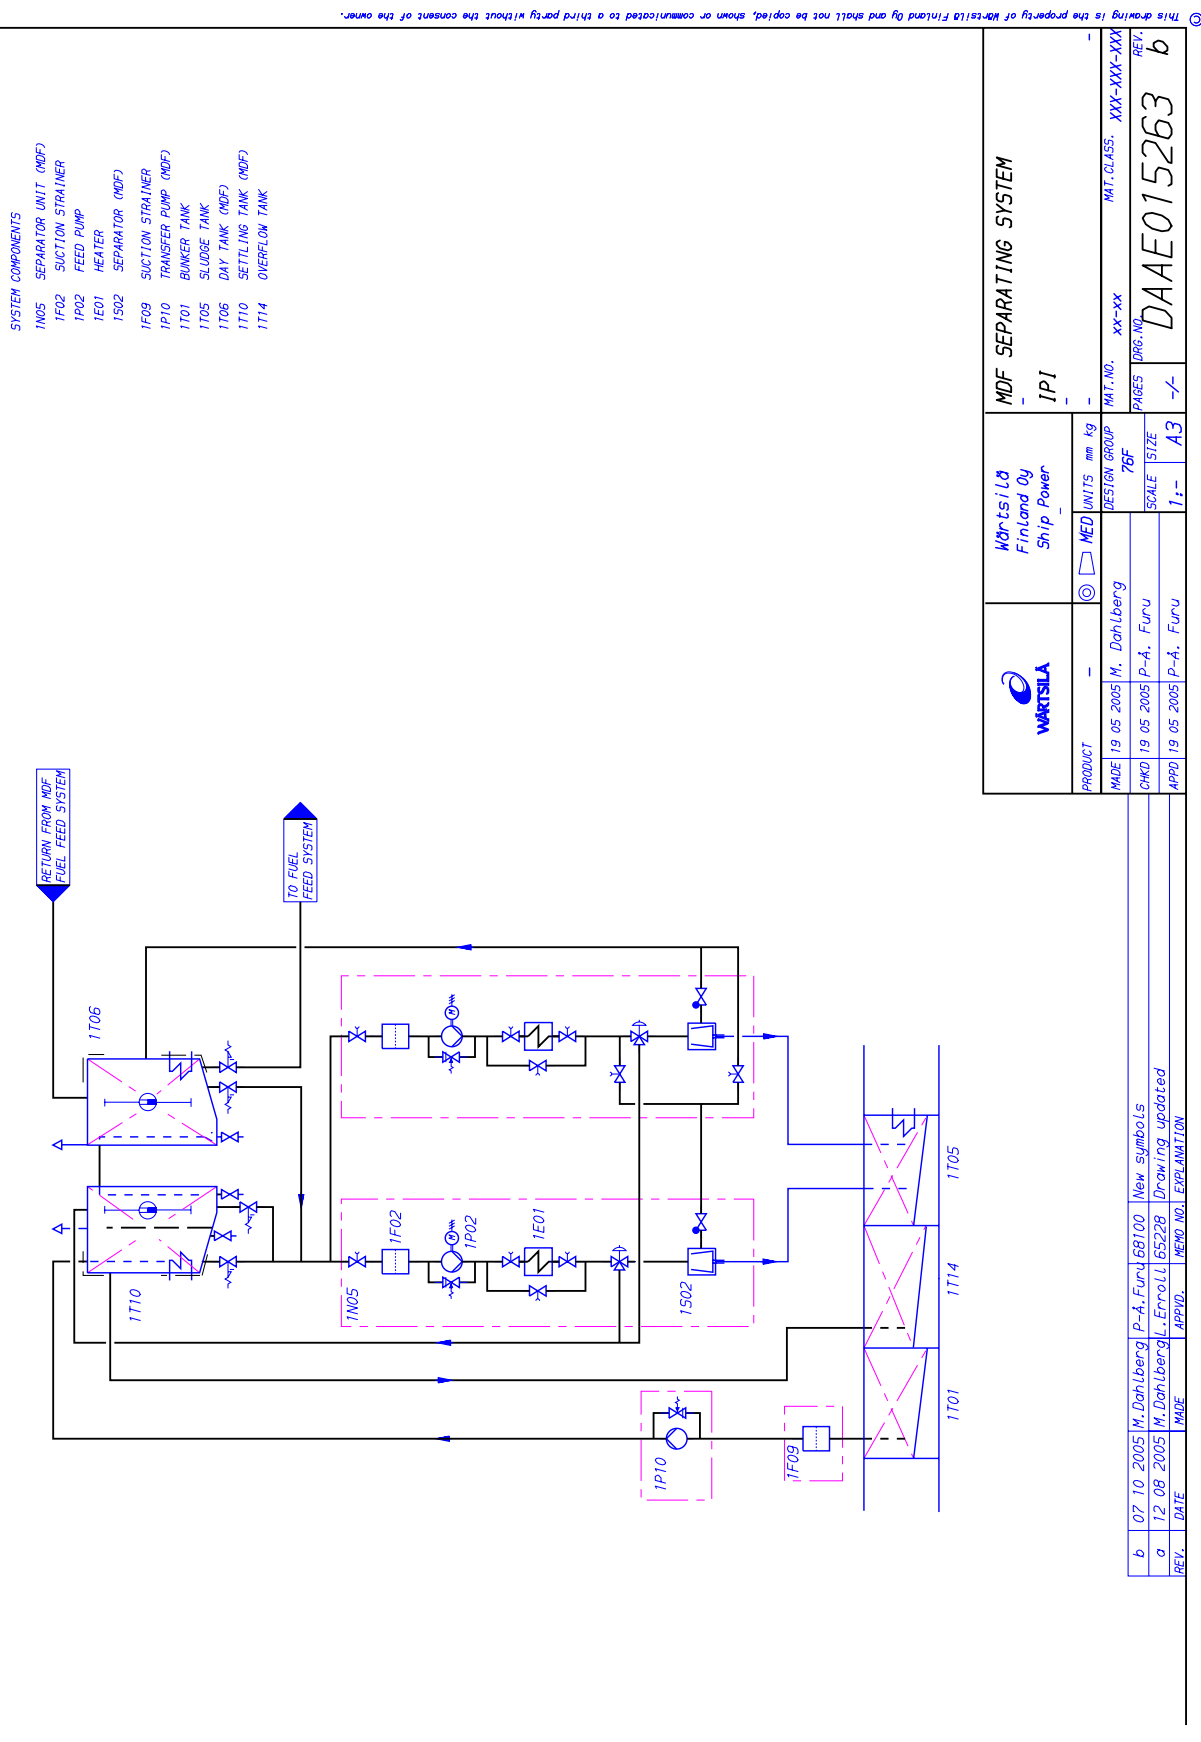 © This drawing is the property of Wärtsilä Finland Oy and shall not be copied, shown or communicated to a third party without the consent of the owner.
SYSTEM COMPONENTS
1N05 SEPARATOR UNIT (MDF)
1F02 SUCTION STRAINER
1P02 FEED PUMP
1E01 HEATER
1S02 SEPARATOR (MDF)
1F09 SUCTION STRAINER
1P10 TRANSFER PUMP (MDF)
1T01 BUNKER TANK
1T05 SLUDGE TANK
1T06 DAY TANK (MDF)
1T10 SETTLING TANK (MDF)
1T14 OVERFLOW TANK
RETURN FROM MDF
FUEL FEED SYSTEM
TO FUEL
FEED SYSTEM
1T06
1T10
M
M
1N05
1F02
1P02
1E01
1S02
1P10
1F09
1T05
1T14
1T01
WÄRTSILÄ
Wärtsilä
Finland Oy
Ship Power
-
MDF SEPARATING SYSTEM
-
IPI
-
-
-
PRODUCT -
MED
UNITS mm kg
MADE 19 05 2005 M. Dahlberg
CHKD 19 05 2005 P-Å. Furu
APPD 19 05 2005 P-Å. Furu
DESIGN GROUP
76F
SCALE
1:-
SIZE
A3
MAT.NO. xx-xx
MAT.CLASS. XXX-XXX-XXX
PAGES
-/-
DRG.NO.
DAAE015263
REV.
b
b 07 10 2005 M.Dahlberg P-Å.Furu 68100 New symbols
a 12 08 2005 M.Dahlberg L.Erroll 65228 Drawing updated
REV. DATE MADE APPVD. MEMO NO. EXPLANATION